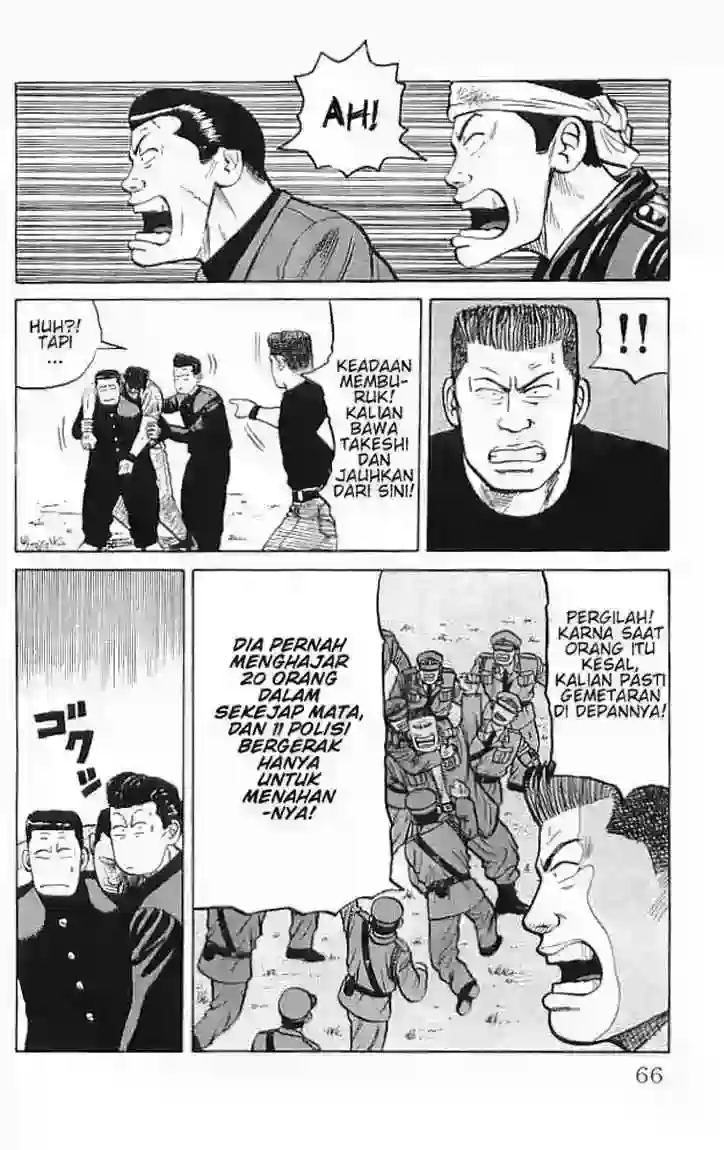 AH!
HUH?!
TAPI
...
KEADAAN
MEMBU-
RUK!
KALIAN
BAWA
TAKESHI
DAN
JAUHKAN
DARI SINI!
!!
PERGILAH!
KARNA SAAT
ORANG ITU
KESAL,
KALIAN PASTI
GEMETARAN
DI DEPANNYA!
DIA PERNAH
MENGHAJAR
20 ORANG
DALAM
SEKEJAP MATA,
DAN 11 POLISI
BERGERAK
HANYA
UNTUK
MENAHAN
-NYA!
ゴクッ
66